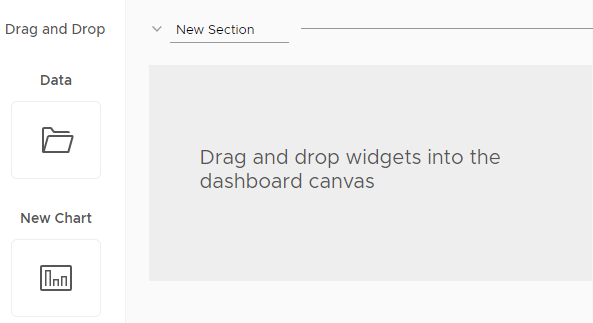 Drag and Drop
Data
New Chart
New Section
Drag and drop widgets into the
dashboard canvas